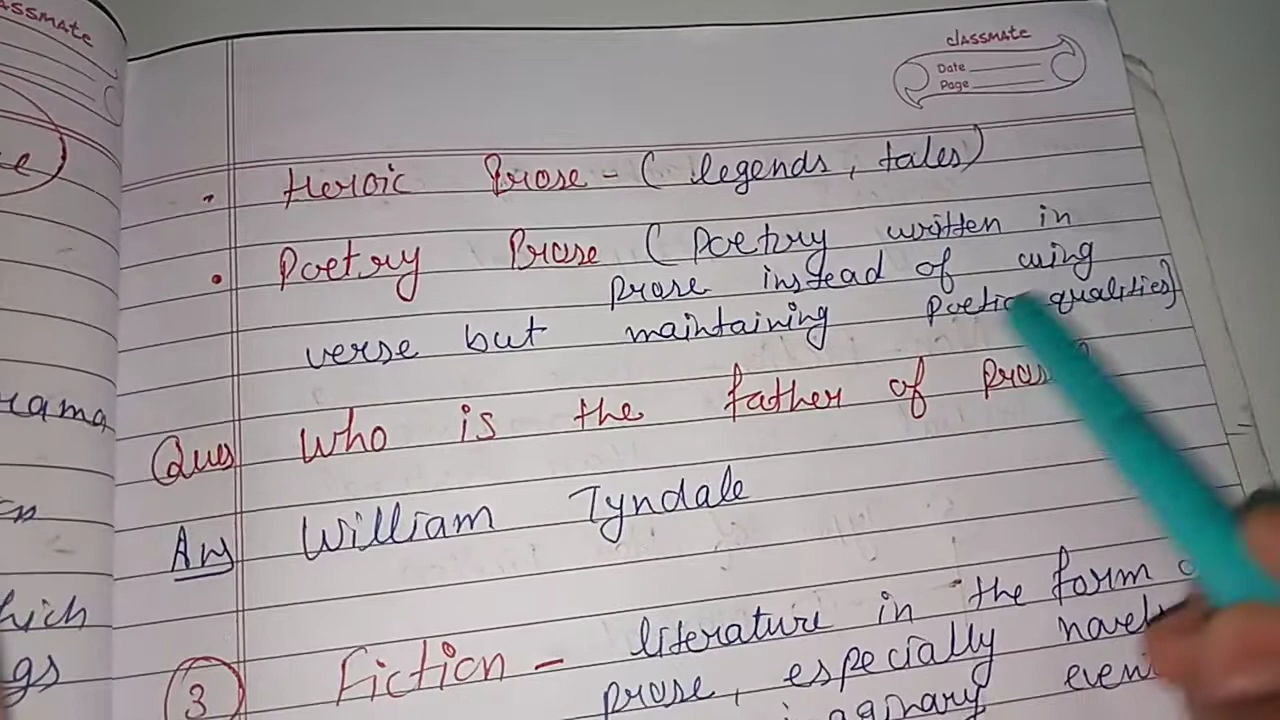 classmate
Date
Page
• Heroic Prose - ( legends, tales)
• Poetry Prose ( Poetry written in
prose instead of using
verse but maintaining poetic qualities)
Ques Who is the father of
Ans William Tyndale
3 Fiction - literature in the form
prose, especially